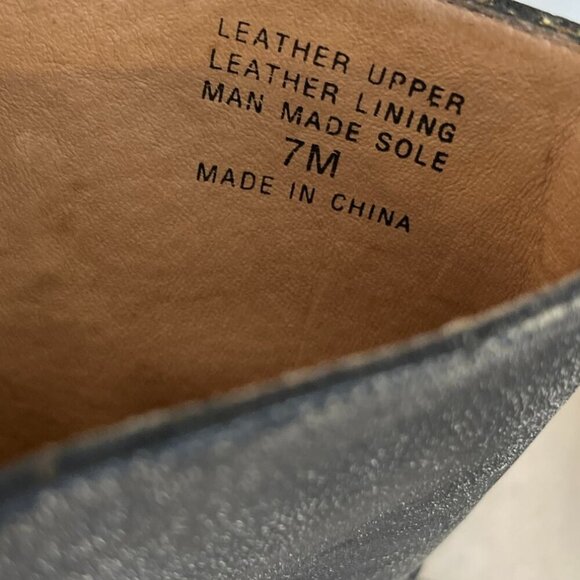 LEATHER UPPER
LEATHER LINING
MAN MADE SOLE
7M
MADE IN CHINA